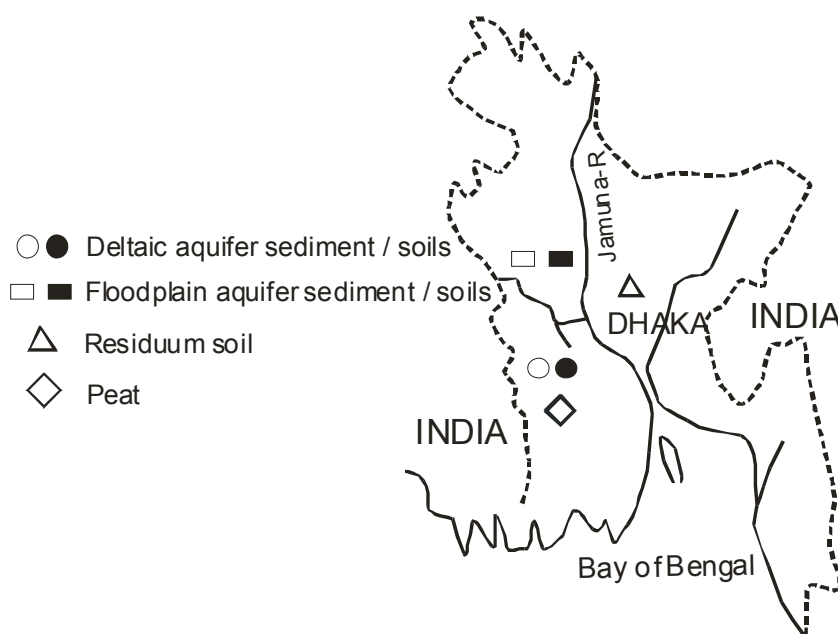 Deltaic aquifer sediment / soils
Floodplain aquifer sediment / soils
Residuum soil
Peat
Jamuna-R
DHAKA
INDIA
INDIA
Bay of Bengal